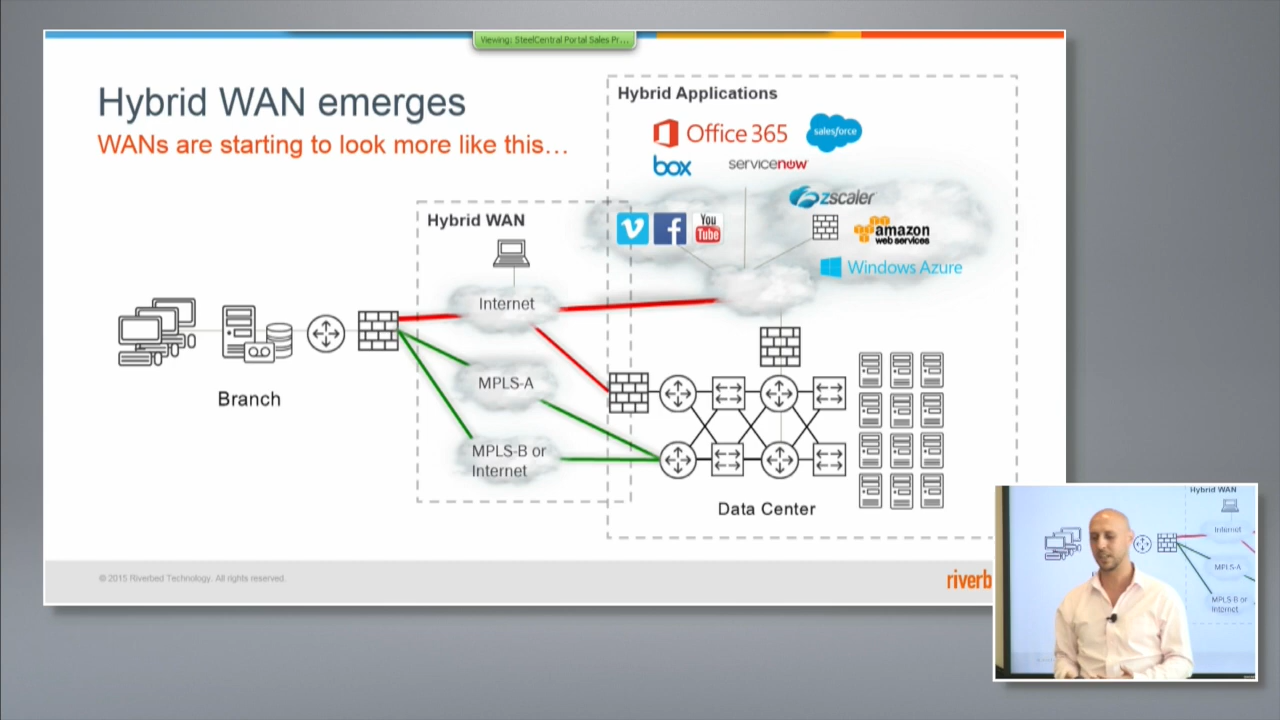 Viewing: SteelCentral Portal Sales Pr...
Hybrid WAN emerges
WANs are starting to look more like this...
Hybrid Applications
Office 365
salesforce
box
servicenow
zscaler
Hybrid WAN
You
Tube
amazon
web services
Windows Azure
Internet
MPLS-A
Branch
MPLS-B or
Internet
Data Center
© 2015 Riverbed Technology. All rights reserved.
riverb
Hybrid WAN
Internet
MPLS-A
MPLS-B or
Internet